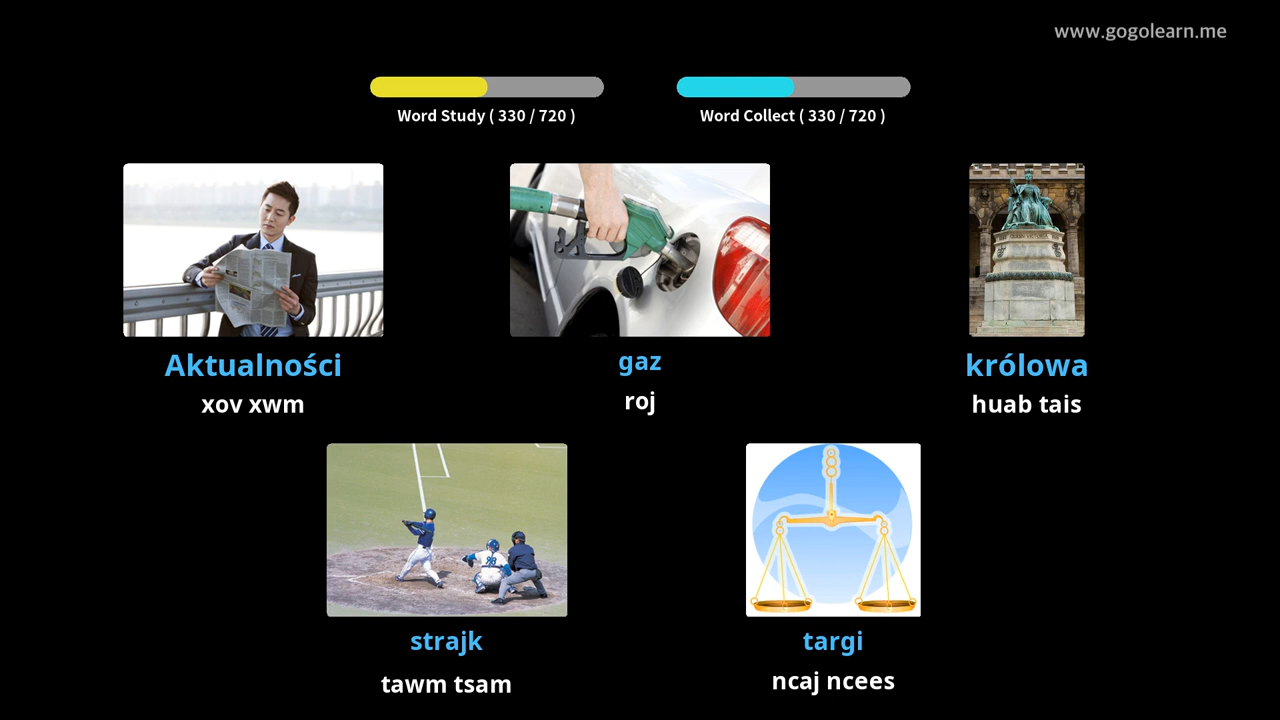 www.gogolearn.me
Word Study ( 330 / 720 )
Word Collect ( 330 / 720 )
Aktualności
xov xwm
gaz
roj
królowa
huab tais
strajk
tawm tsam
targi
ncaj ncees